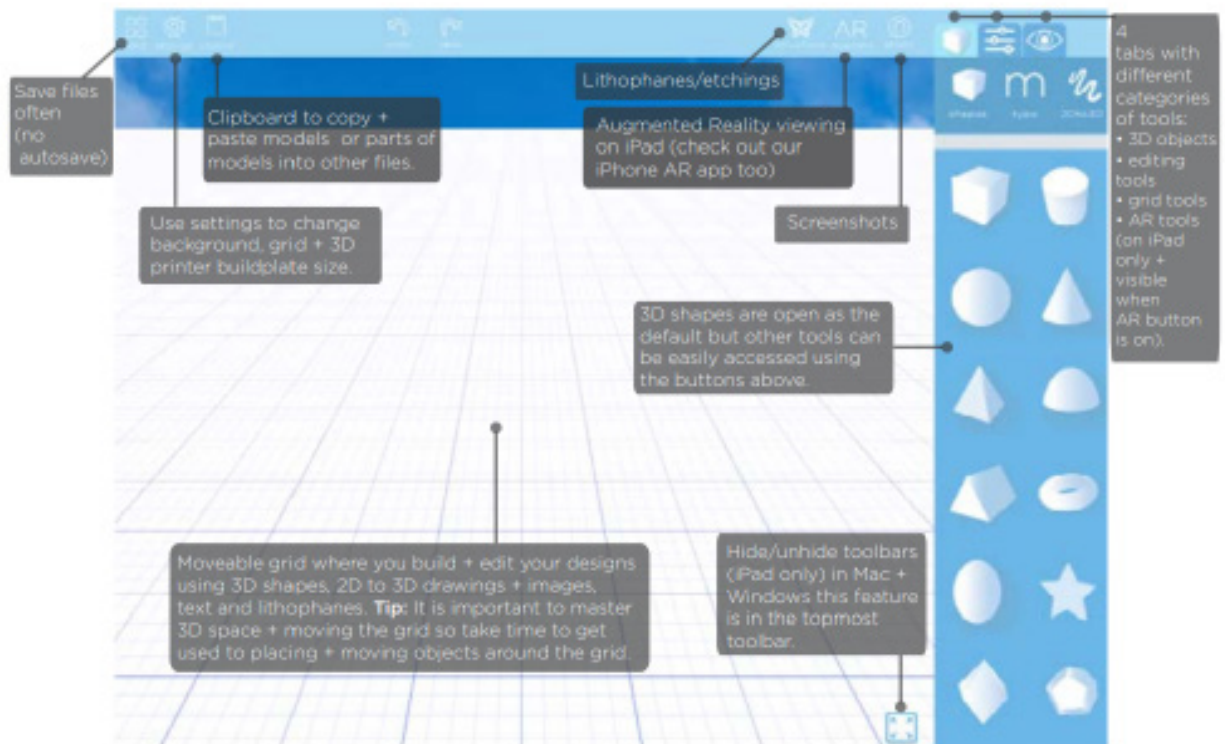 AR
4
tabs with
different
categories
of tools:
• 3D objects
• editing
tools
• grid tools
• AR tools
(on iPad
only +
visible
when
AR button
is on).
Save files
often
(no
autosave)
Clipboard to copy +
paste models or parts of
models into other files.
Lithophanes/etchings
Augmented Reality viewing
on iPad (check out our
iPhone AR app too)
m
shapes type
Use settings to change
background, grid + 3D
printer buildplate size.
Screenshots
3D shapes are open as the
default but other tools can
be easily accessed using
the buttons above.
Moveable grid where you build + edit your designs
using 3D shapes, 2D to 3D drawings + images,
text and lithophanes. Tip: It is important to master
3D space + moving the grid so take time to get
used to placing + moving objects around the grid.
Hide/unhide toolbars
(iPad only) in Mac +
Windows this feature
is in the topmost
toolbar.